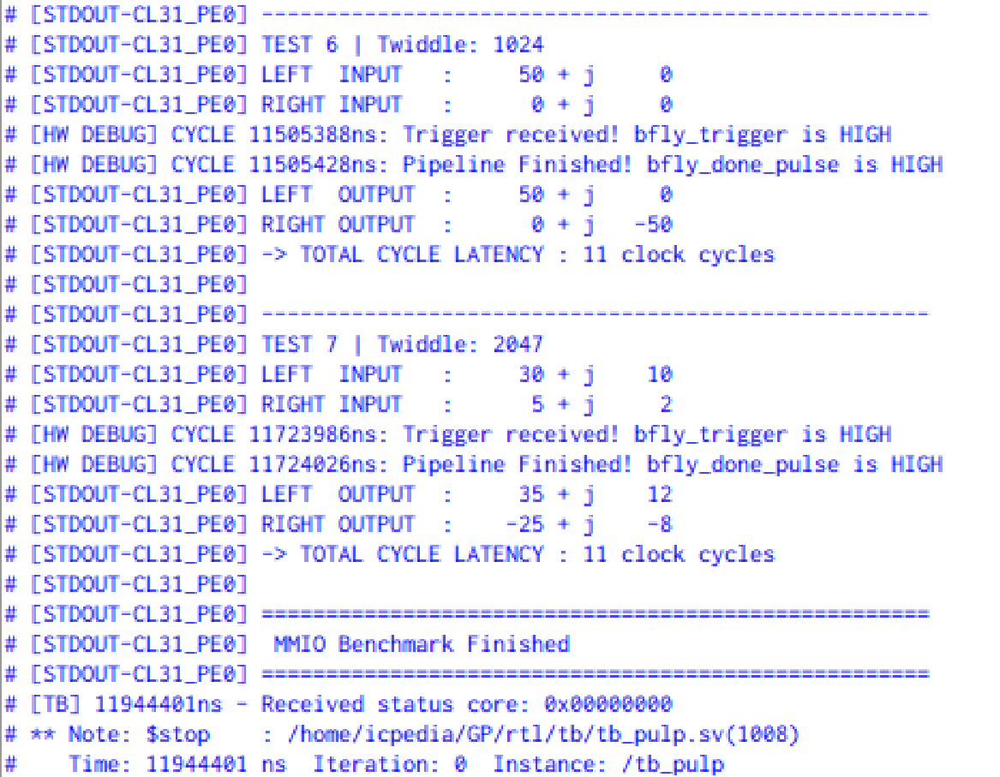 # [STDOUT-CL31_PE0] ----------------------------------------------------
# [STDOUT-CL31_PE0] TEST 6 | Twiddle: 1024
# [STDOUT-CL31_PE0] LEFT  INPUT   :     50 + j     0
# [STDOUT-CL31_PE0] RIGHT INPUT   :      0 + j     0
# [HW DEBUG] CYCLE 11505388ns: Trigger received! bfly_trigger is HIGH
# [HW DEBUG] CYCLE 11505428ns: Pipeline Finished! bfly_done_pulse is HIGH
# [STDOUT-CL31_PE0] LEFT  OUTPUT  :     50 + j     0
# [STDOUT-CL31_PE0] RIGHT OUTPUT  :      0 + j   -50
# [STDOUT-CL31_PE0] -> TOTAL CYCLE LATENCY : 11 clock cycles
# [STDOUT-CL31_PE0]
# [STDOUT-CL31_PE0] ----------------------------------------------------
# [STDOUT-CL31_PE0] TEST 7 | Twiddle: 2047
# [STDOUT-CL31_PE0] LEFT  INPUT   :     30 + j    10
# [STDOUT-CL31_PE0] RIGHT INPUT   :      5 + j     2
# [HW DEBUG] CYCLE 11723986ns: Trigger received! bfly_trigger is HIGH
# [HW DEBUG] CYCLE 11724026ns: Pipeline Finished! bfly_done_pulse is HIGH
# [STDOUT-CL31_PE0] LEFT  OUTPUT  :     35 + j    12
# [STDOUT-CL31_PE0] RIGHT OUTPUT  :    -25 + j    -8
# [STDOUT-CL31_PE0] -> TOTAL CYCLE LATENCY : 11 clock cycles
# [STDOUT-CL31_PE0]
# [STDOUT-CL31_PE0] ====================================================
# [STDOUT-CL31_PE0]  MMIO Benchmark Finished
# [STDOUT-CL31_PE0] ====================================================
# [TB] 11944401ns - Received status core: 0x00000000
# ** Note: $stop    : /home/icpedia/GP/rtl/tb/tb_pulp.sv(1008)
#    Time: 11944401 ns  Iteration: 0  Instance: /tb_pulp